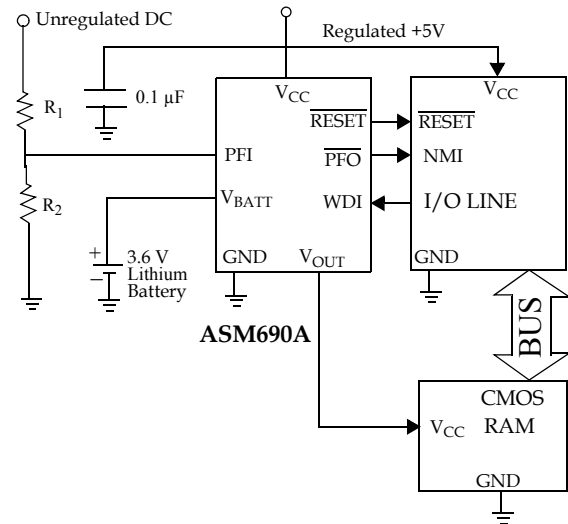 Unregulated DC
Regulated +5V
R1
0.1 µF
VCC
VCC
RESET
RESET
PFI
PFO
NMI
R2
VBATT
WDI
I/O LINE
+
−
3.6 V
Lithium
Battery
GND
VOUT
GND
ASM690A
BUS
CMOS
RAM
VCC
GND